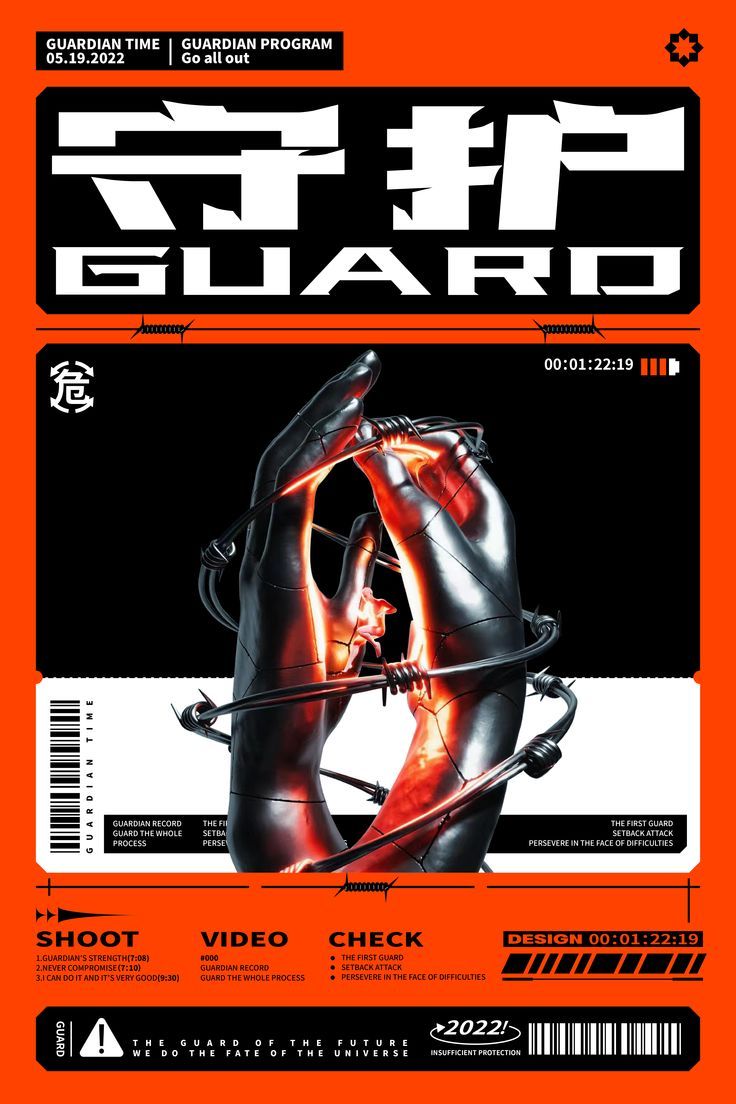 GUARDIAN TIME
05.19.2022
GUARDIAN PROGRAM
Go all out
守护
GUARD
危
00:01:22:19
GUARDIAN TIME
GUARDIAN RECORD
GUARD THE WHOLE
PROCESS
THE FI
SETB
PERSE
THE FIRST GUARD
SETBACK ATTACK
PERSEVERE IN THE FACE OF DIFFICULTIES
SHOOT
1.GUARDIAN'S STRENGTH(7:08)
2.NEVER COMPROMISE(7:10)
3.I CAN DO IT AND IT'S VERY GOOD(9:30)
VIDEO
#000
GUARDIAN RECORD
GUARD THE WHOLE PROCESS
CHECK
● THE FIRST GUARD
● SETBACK ATTACK
● PERSEVERE IN THE FACE OF DIFFICULTIES
DESIGN 00:01:22:19
GUARD
THE GUARD OF THE FUTURE
WE DO THE FATE OF THE UNIVERSE
2022!
INSUFFICIENT PROTECTION